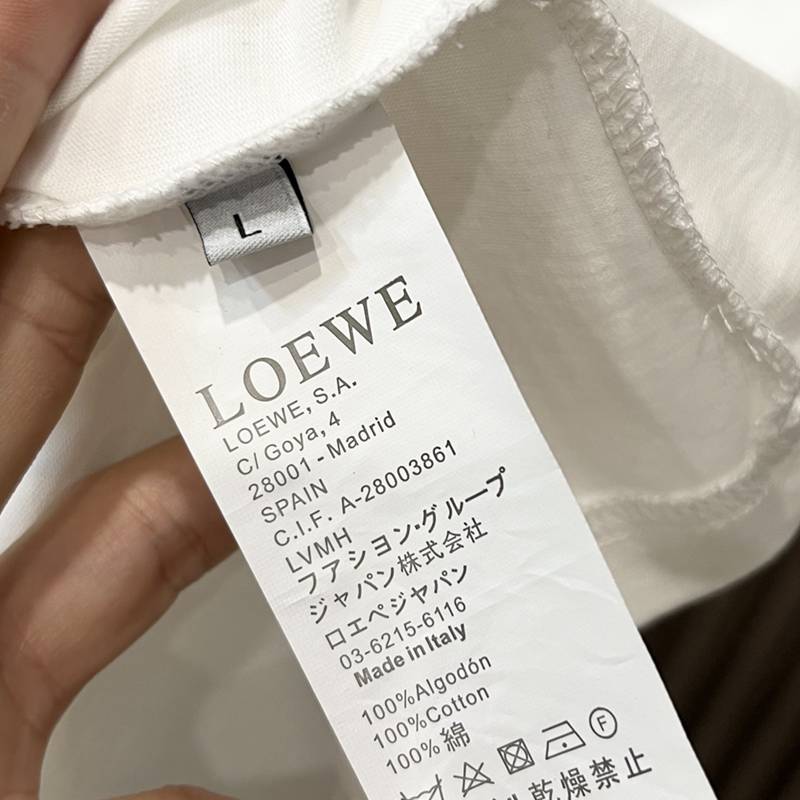 L
LOEWE
LOEWE, S.A.
C/ Goya, 4
28001 - Madrid
SPAIN
C.I.F. A-28003861
LVMH
ファション·グループ
ジャパン株式会社
ロエベジャパン
03-6215-6116
Made in Italy
100%Algodón
100%Cotton
100%綿
F
乾燥禁止